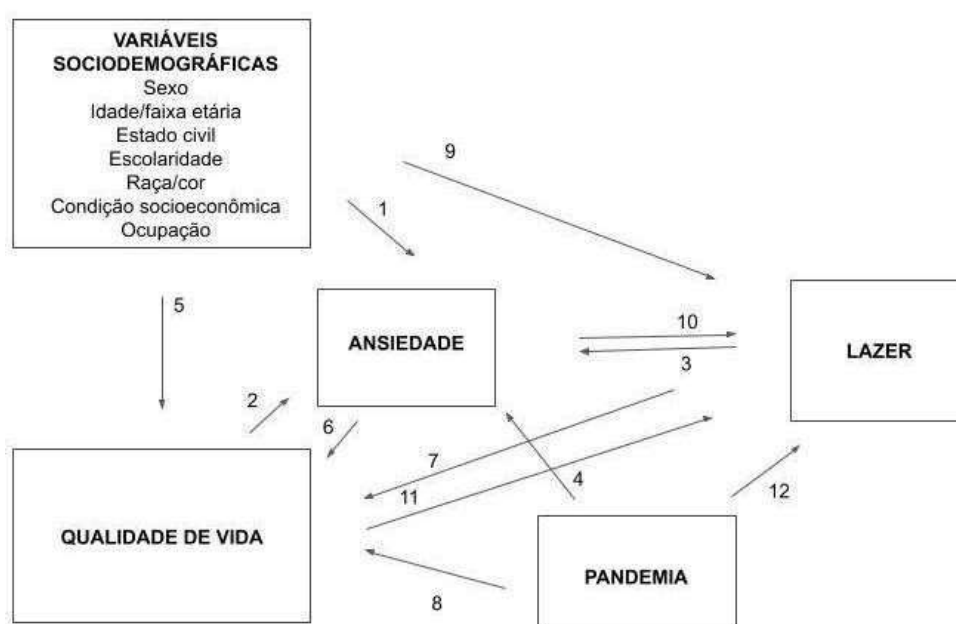 VARIÁVEIS
SOCIODEMOGRÁFICAS
Sexo
Idade/faixa etária
Estado civil
Escolaridade
Raça/cor
Condição socioeconômica
Ocupação
9
1
5
ANSIEDADE
10
3
LAZER
2
6
7
11
4
12
QUALIDADE DE VIDA
PANDEMIA
8